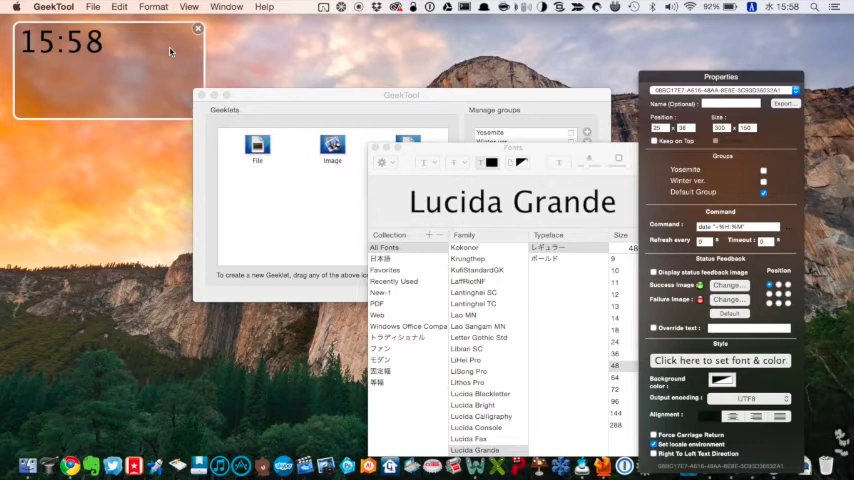 GeekTool File Edit Format View Window Help
92% 水 15:58
15:58
GeekTool
Geeklets
Manage groups
File
Image
Yosemite
Winter ver.
To create a new Geeklet, drag any of the above ico
Fonts
Lucida Grande
Collection
Family
Typeface
Size
All Fonts
日本語
Favorites
Recently Used
New-1
PDF
Web
Windows Office Compa
トラディショナル
ファン
モダン
固定幅
等幅
Kokonor
Krungthep
KufiStandardGK
LaffRiotNF
Lantinghei SC
Lantinghei TC
Lao MN
Lao Sangam MN
Letter Gothic Std
Libian SC
LiHei Pro
LiSong Pro
Lithos Pro
Lucida Blackletter
Lucida Bright
Lucida Calligraphy
Lucida Console
Lucida Fax
Lucida Grande
レギュラー
ボールド
48
9
10
11
12
13
14
18
24
36
48
64
72
96
144
288
Properties
Name (Optional) :
Export...
Position :
Size :
25 x 38
300 x 150
Keep on Top
Groups
Yosemite
Winter ver.
Default Group
Command
Command : date "+%H:%M"
Refresh every 0 s Timeout : 0 s
Status Feedback
Display status feedback image
Position
Success Image : Change...
Failure Image : Change...
Default
Override text :
Style
Click here to set font & color
Background color :
Output encoding : UTF8
Alignment :
Force Carriage Return
Set locale environment
Right To Left Text Direction